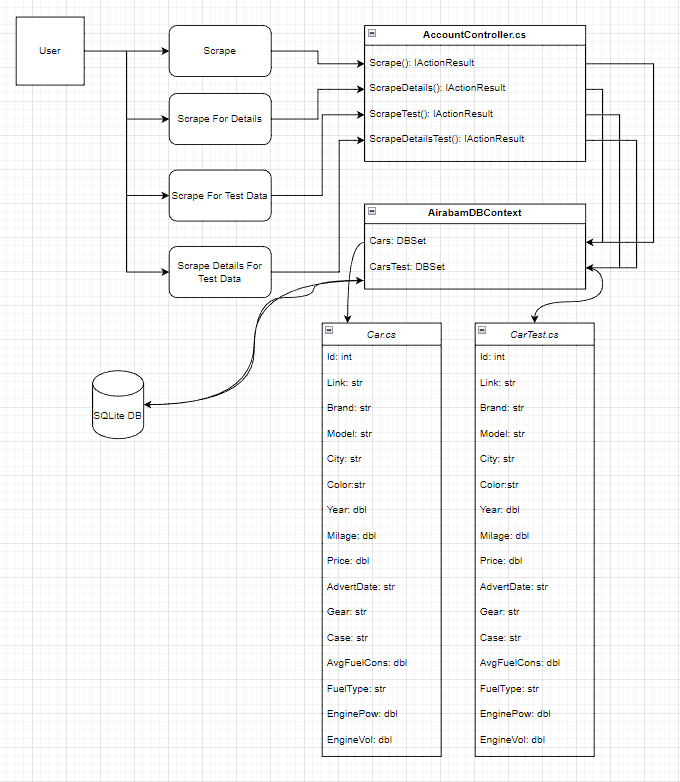 User
Scrape
Scrape For Details
Scrape For Test Data
Scrape Details For
Test Data
SQLite DB
AccountController.cs
Scrape(): IActionResult
ScrapeDetails(): IActionResult
ScrapeTest(): IActionResult
ScrapeDetailsTest(): IActionResult
AirabamDBContext
Cars: DBSet
CarsTest: DBSet
Car.cs
Id: int
Link: str
Brand: str
Model: str
City: str
Color:str
Year: dbl
Milage: dbl
Price: dbl
AdvertDate: str
Gear: str
Case: str
AvgFuelCons: dbl
FuelType: str
EnginePow: dbl
EngineVol: dbl
CarTest.cs
Id: int
Link: str
Brand: str
Model: str
City: str
Color:str
Year: dbl
Milage: dbl
Price: dbl
AdvertDate: str
Gear: str
Case: str
AvgFuelCons: dbl
FuelType: str
EnginePow: dbl
EngineVol: dbl